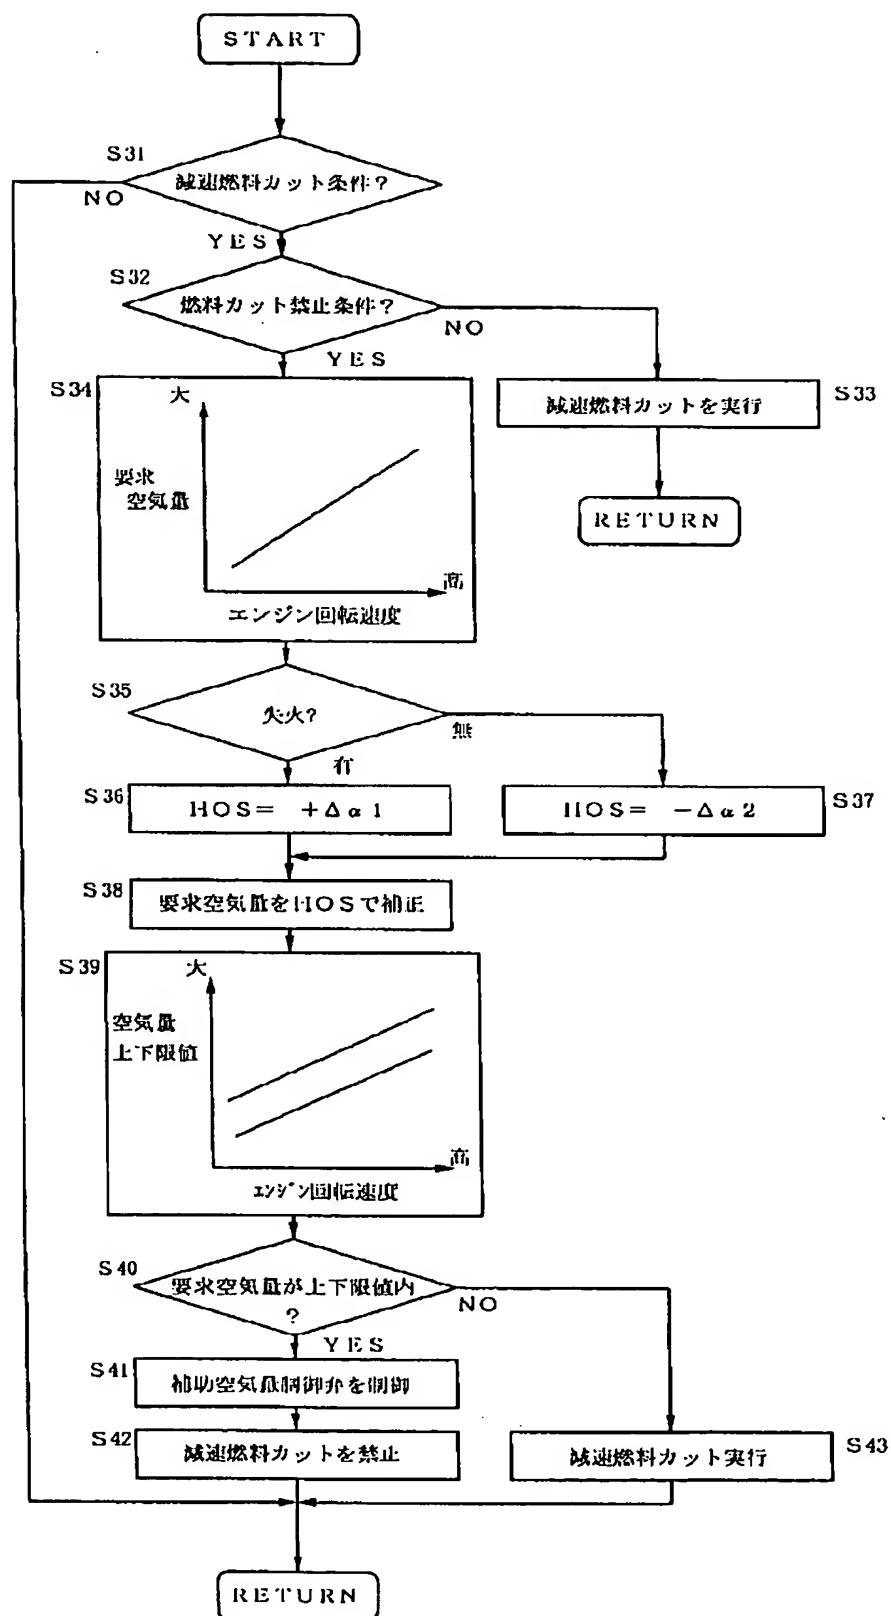 START
S31
減速燃料カット条件?
NO
YES
S32
燃料カット禁止条件?
NO
YES
S34
大
要求
空気量
高
エンジン回転速度
減速燃料カットを実行
S33
RETURN
S35
失火?
無
有
S36
HOS= +Δα1
HOS= -Δα2
S37
S38
要求空気量をHOSで補正
S39
大
空気量
上下限値
高
エンジン回転速度
S40
要求空気量が上下限値内
?
NO
YES
S41
補助空気量制御弁を制御
S42
減速燃料カットを禁止
減速燃料カット実行
S43
RETURN